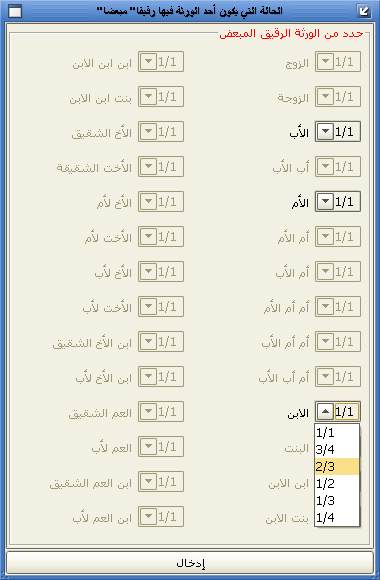 الحالة التي يكون أحد الورثة فيها رقيقا" مبعضا"
حدد من الورثة الرقيق المبعض
الزوج 1/1
ابن ابن الابن 1/1
الزوجة 1/1
بنت ابن الابن 1/1
الأب 1/1
الأخ الشقيق 1/1
أب الأب 1/1
الأخت الشقيقة 1/1
الأم 1/1
الأخ لأم 1/1
أم الأم 1/1
الأخت لأم 1/1
أم الأب 1/1
الأخ لأب 1/1
أم أم الأم 1/1
الأخت لأب 1/1
أم أم الأب 1/1
ابن الأخ الشقيق 1/1
أم أب الأب 1/1
ابن الأخ لأب 1/1
الابن 1/1
العم الشقيق 1/1
1/1
3/4
2/3
1/2
1/3
1/4
البنت
العم لأب 1/1
ابن الابن
ابن العم الشقيق 1/1
بنت الابن
ابن العم لأب 1/1
إدخال